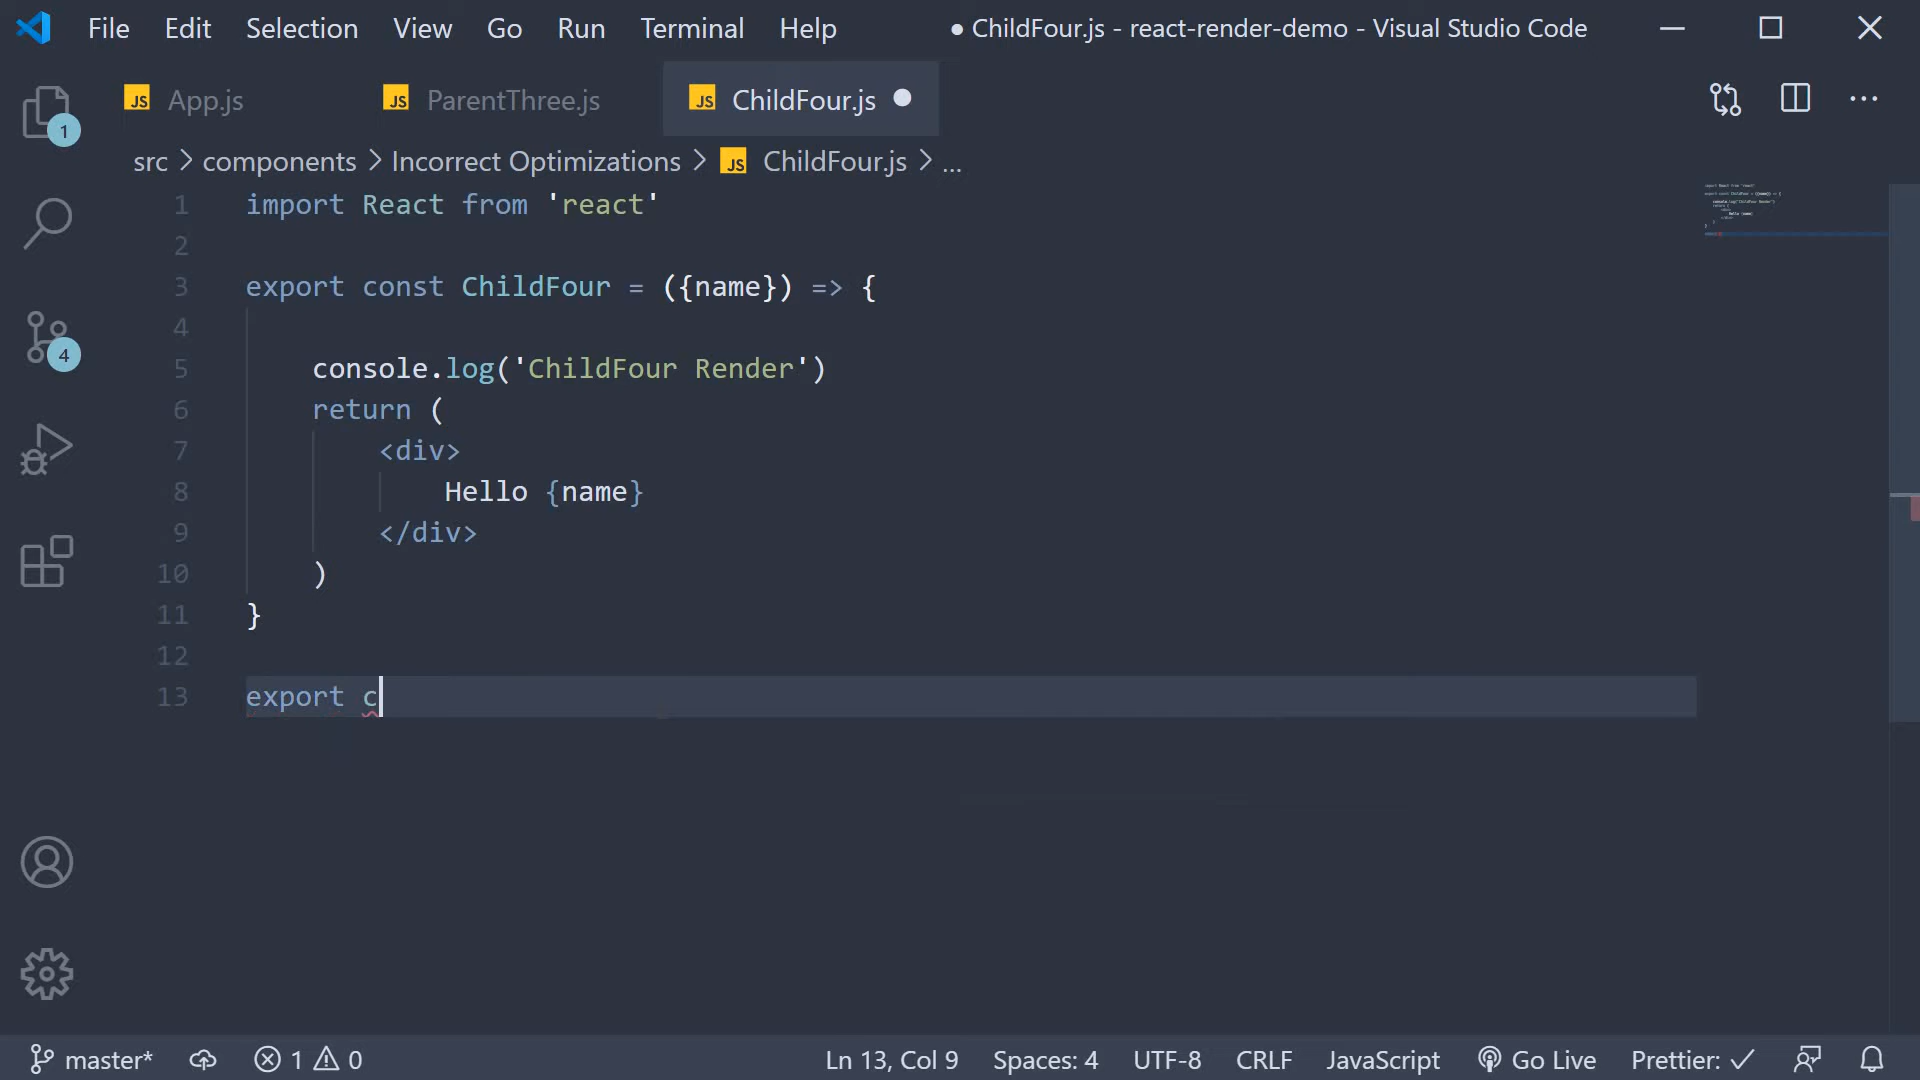 File Edit Selection View Go Run Terminal Help ● ChildFour.js - react-render-demo - Visual Studio Code
JS App.js JS ParentThree.js JS ChildFour.js ●
src > components > Incorrect Optimizations > JS ChildFour.js > ...
1 import React from 'react'
2
3 export const ChildFour = ({name}) => {
4
5 console.log('ChildFour Render')
6 return (
7 <div>
8 Hello {name}
9 </div>
10 )
11 }
12
13 export c
1
4
master* 1 0 Ln 13, Col 9 Spaces: 4 UTF-8 CRLF JavaScript Go Live Prettier: ✓